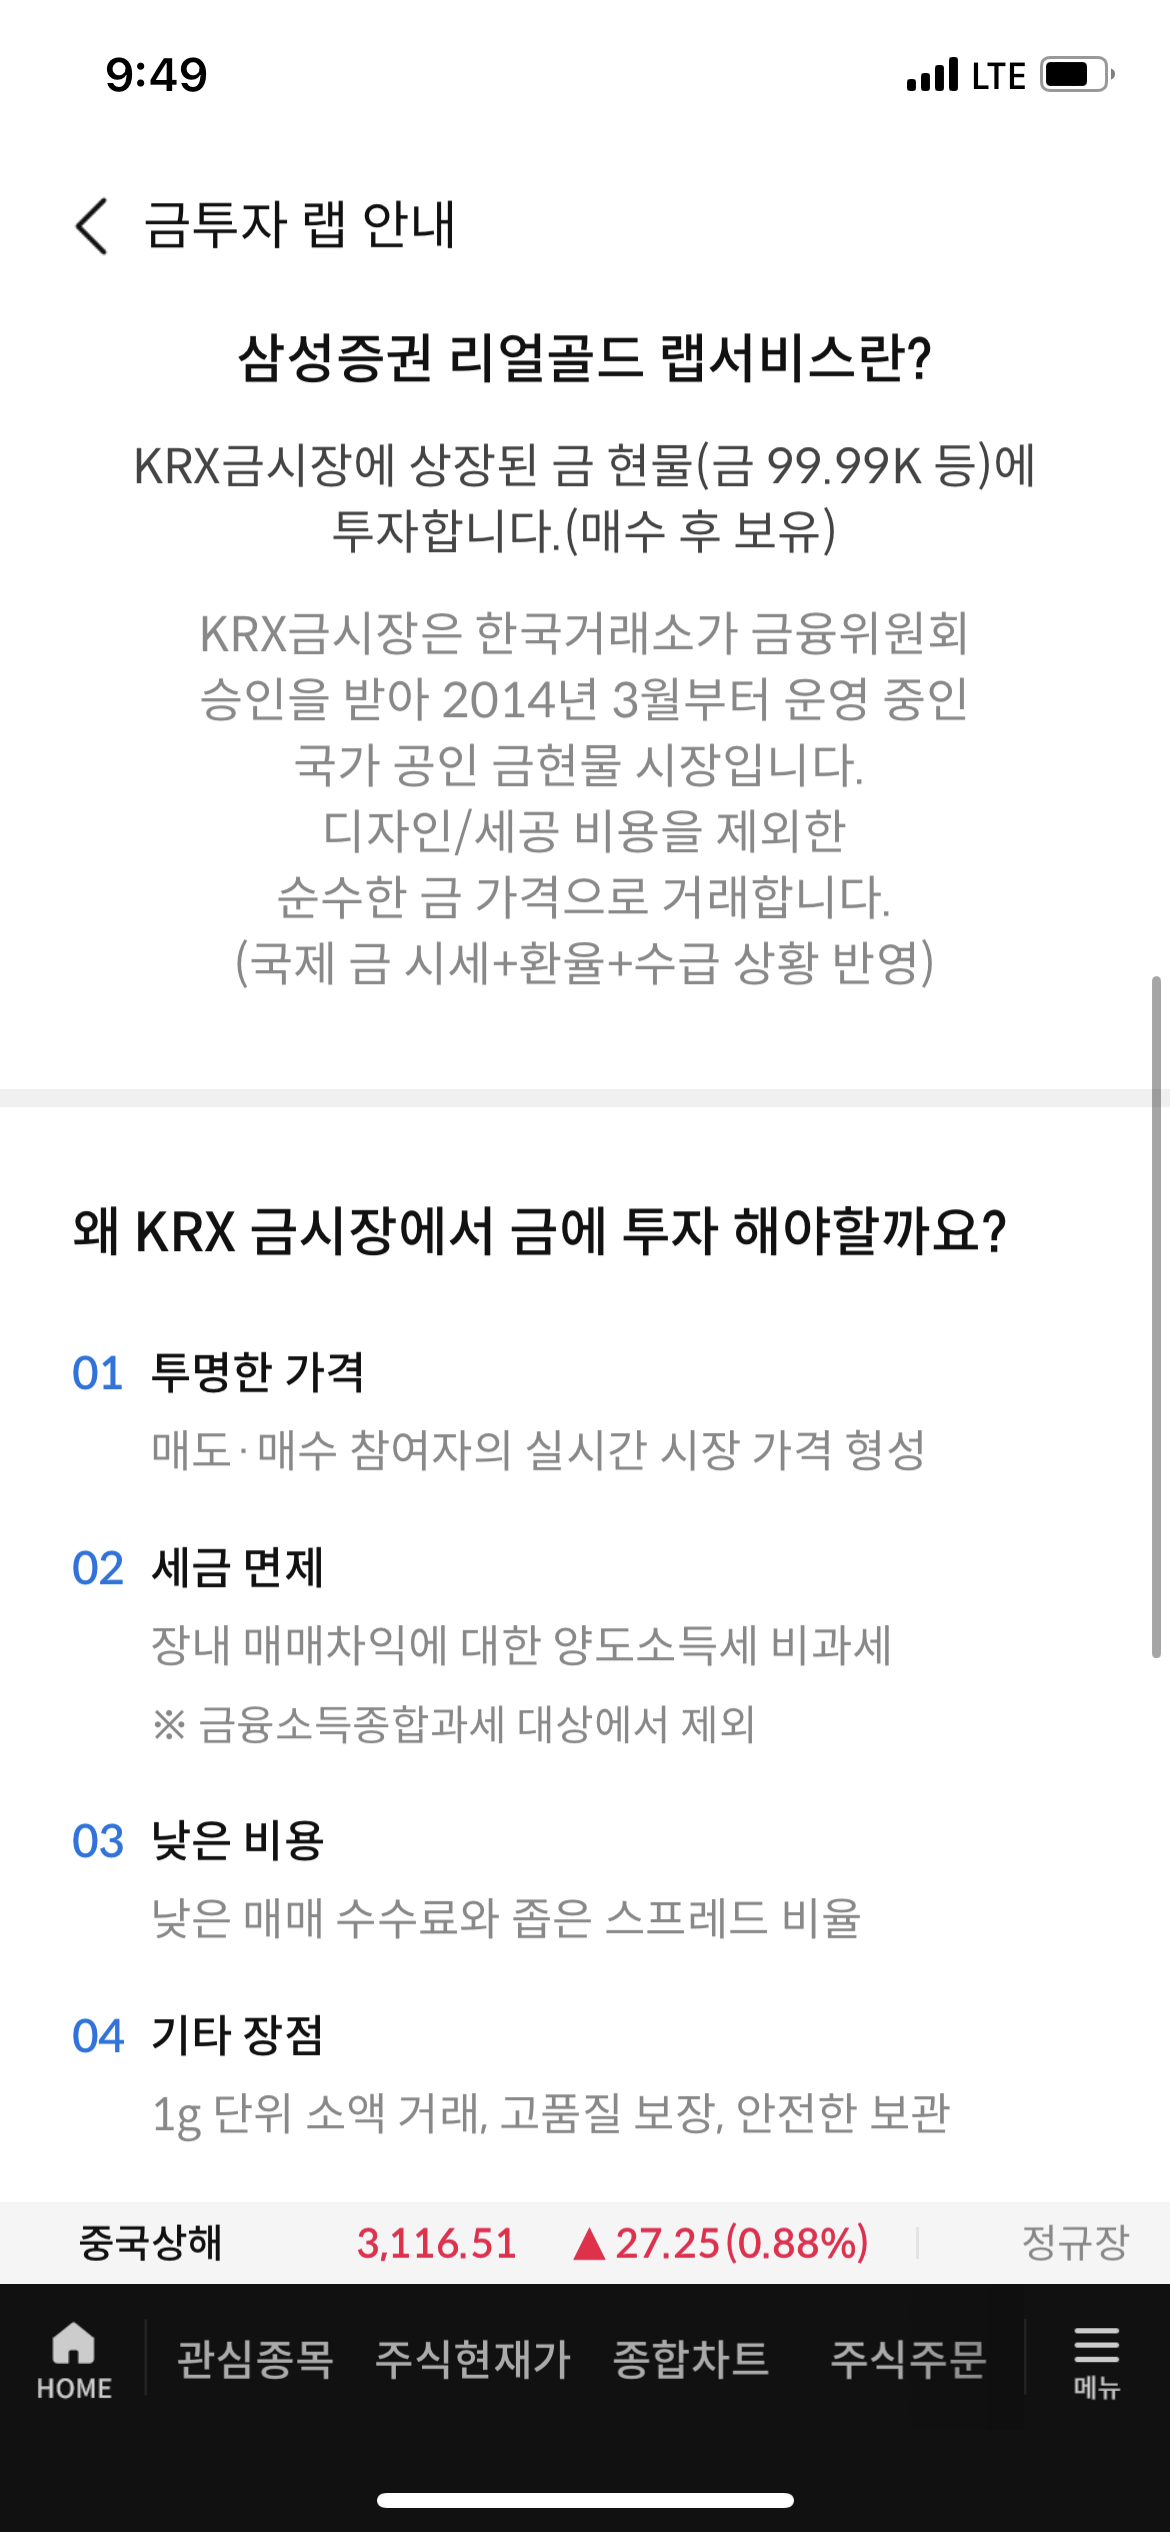 9:49
LTE
금투자 랩 안내
삼성증권 리얼골드 랩서비스란?
KRX금시장에 상장된 금 현물(금 99.99K 등)에
투자합니다.(매수 후 보유)
KRX금시장은 한국거래소가 금융위원회
승인을 받아 2014년 3월부터 운영 중인
국가 공인 금현물 시장입니다.
디자인/세공 비용을 제외한
순수한 금 가격으로 거래합니다.
(국제 금 시세+환율+수급 상황 반영)
왜 KRX 금시장에서 금에 투자 해야할까요?
01 투명한 가격
매도·매수 참여자의 실시간 시장 가격 형성
02 세금 면제
장내 매매차익에 대한 양도소득세 비과세
※ 금융소득종합과세 대상에서 제외
03 낮은 비용
낮은 매매 수수료와 좁은 스프레드 비율
04 기타 장점
1g 단위 소액 거래, 고품질 보장, 안전한 보관
중국상해 3,116.51 ▲27.25(0.88%) 정규장
HOME 관심종목 주식현재가 종합차트 주식주문 메뉴